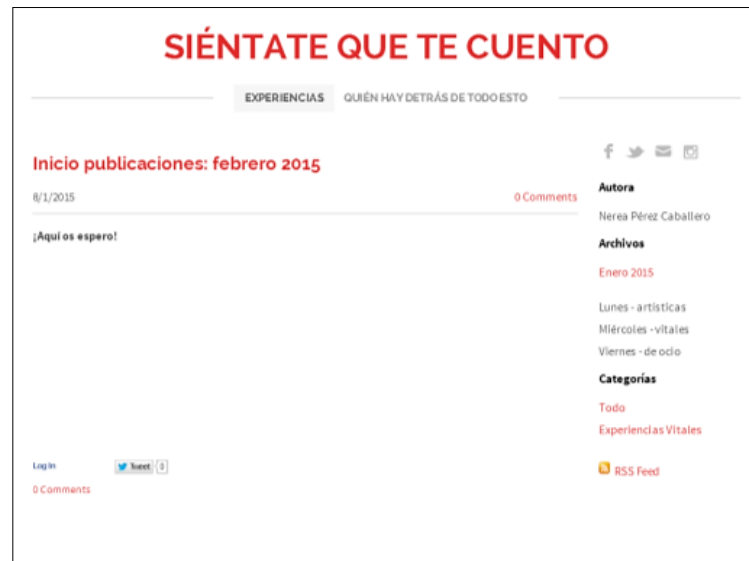 SIÉNTATE QUE TE CUENTO
EXPERIENCIAS QUIÉN HAY DETRÁS DE TODO ESTO
Inicio publicaciones: febrero 2015
8/1/2015 0 Comments
¡Aquí os espero!
Log In Tweet 0
0 Comments
Autora
Nerea Pérez Caballero
Archivos
Enero 2015
Lunes - artísticas
Miércoles - vitales
Viernes - de ocio
Categorías
Todo
Experiencias Vitales
RSS Feed